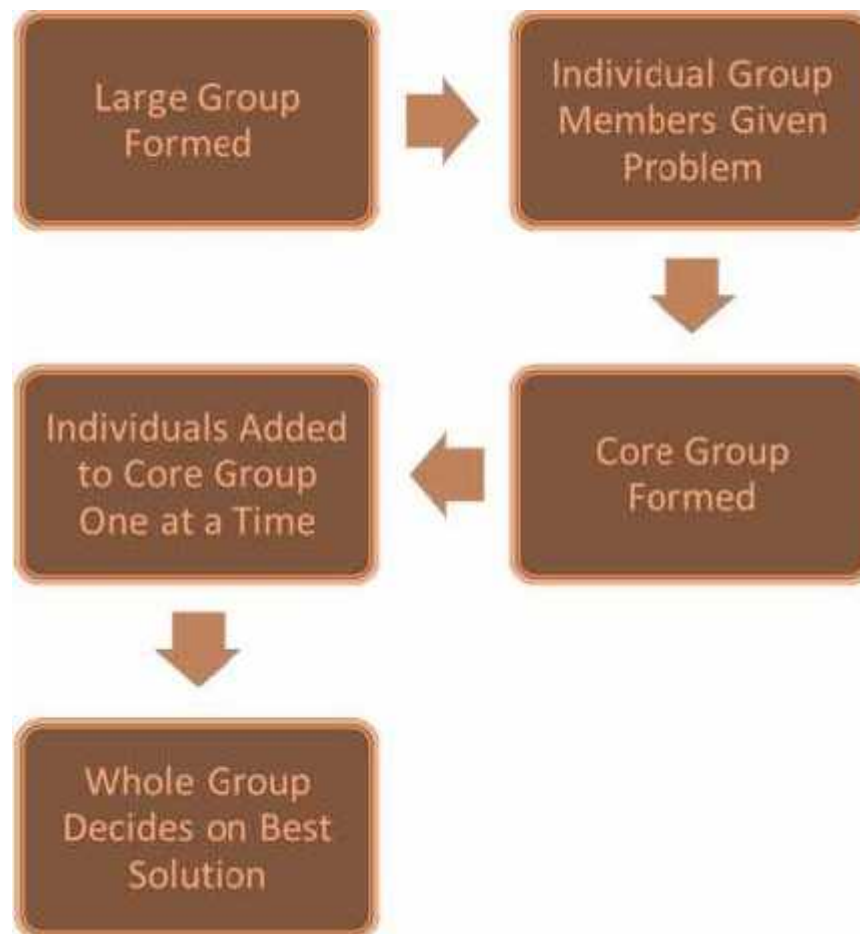 Large Group
Formed
Individual Group
Members Given
Problem
Core Group
Formed
Individuals Added
to Core Group
One at a Time
Whole Group
Decides on Best
Solution